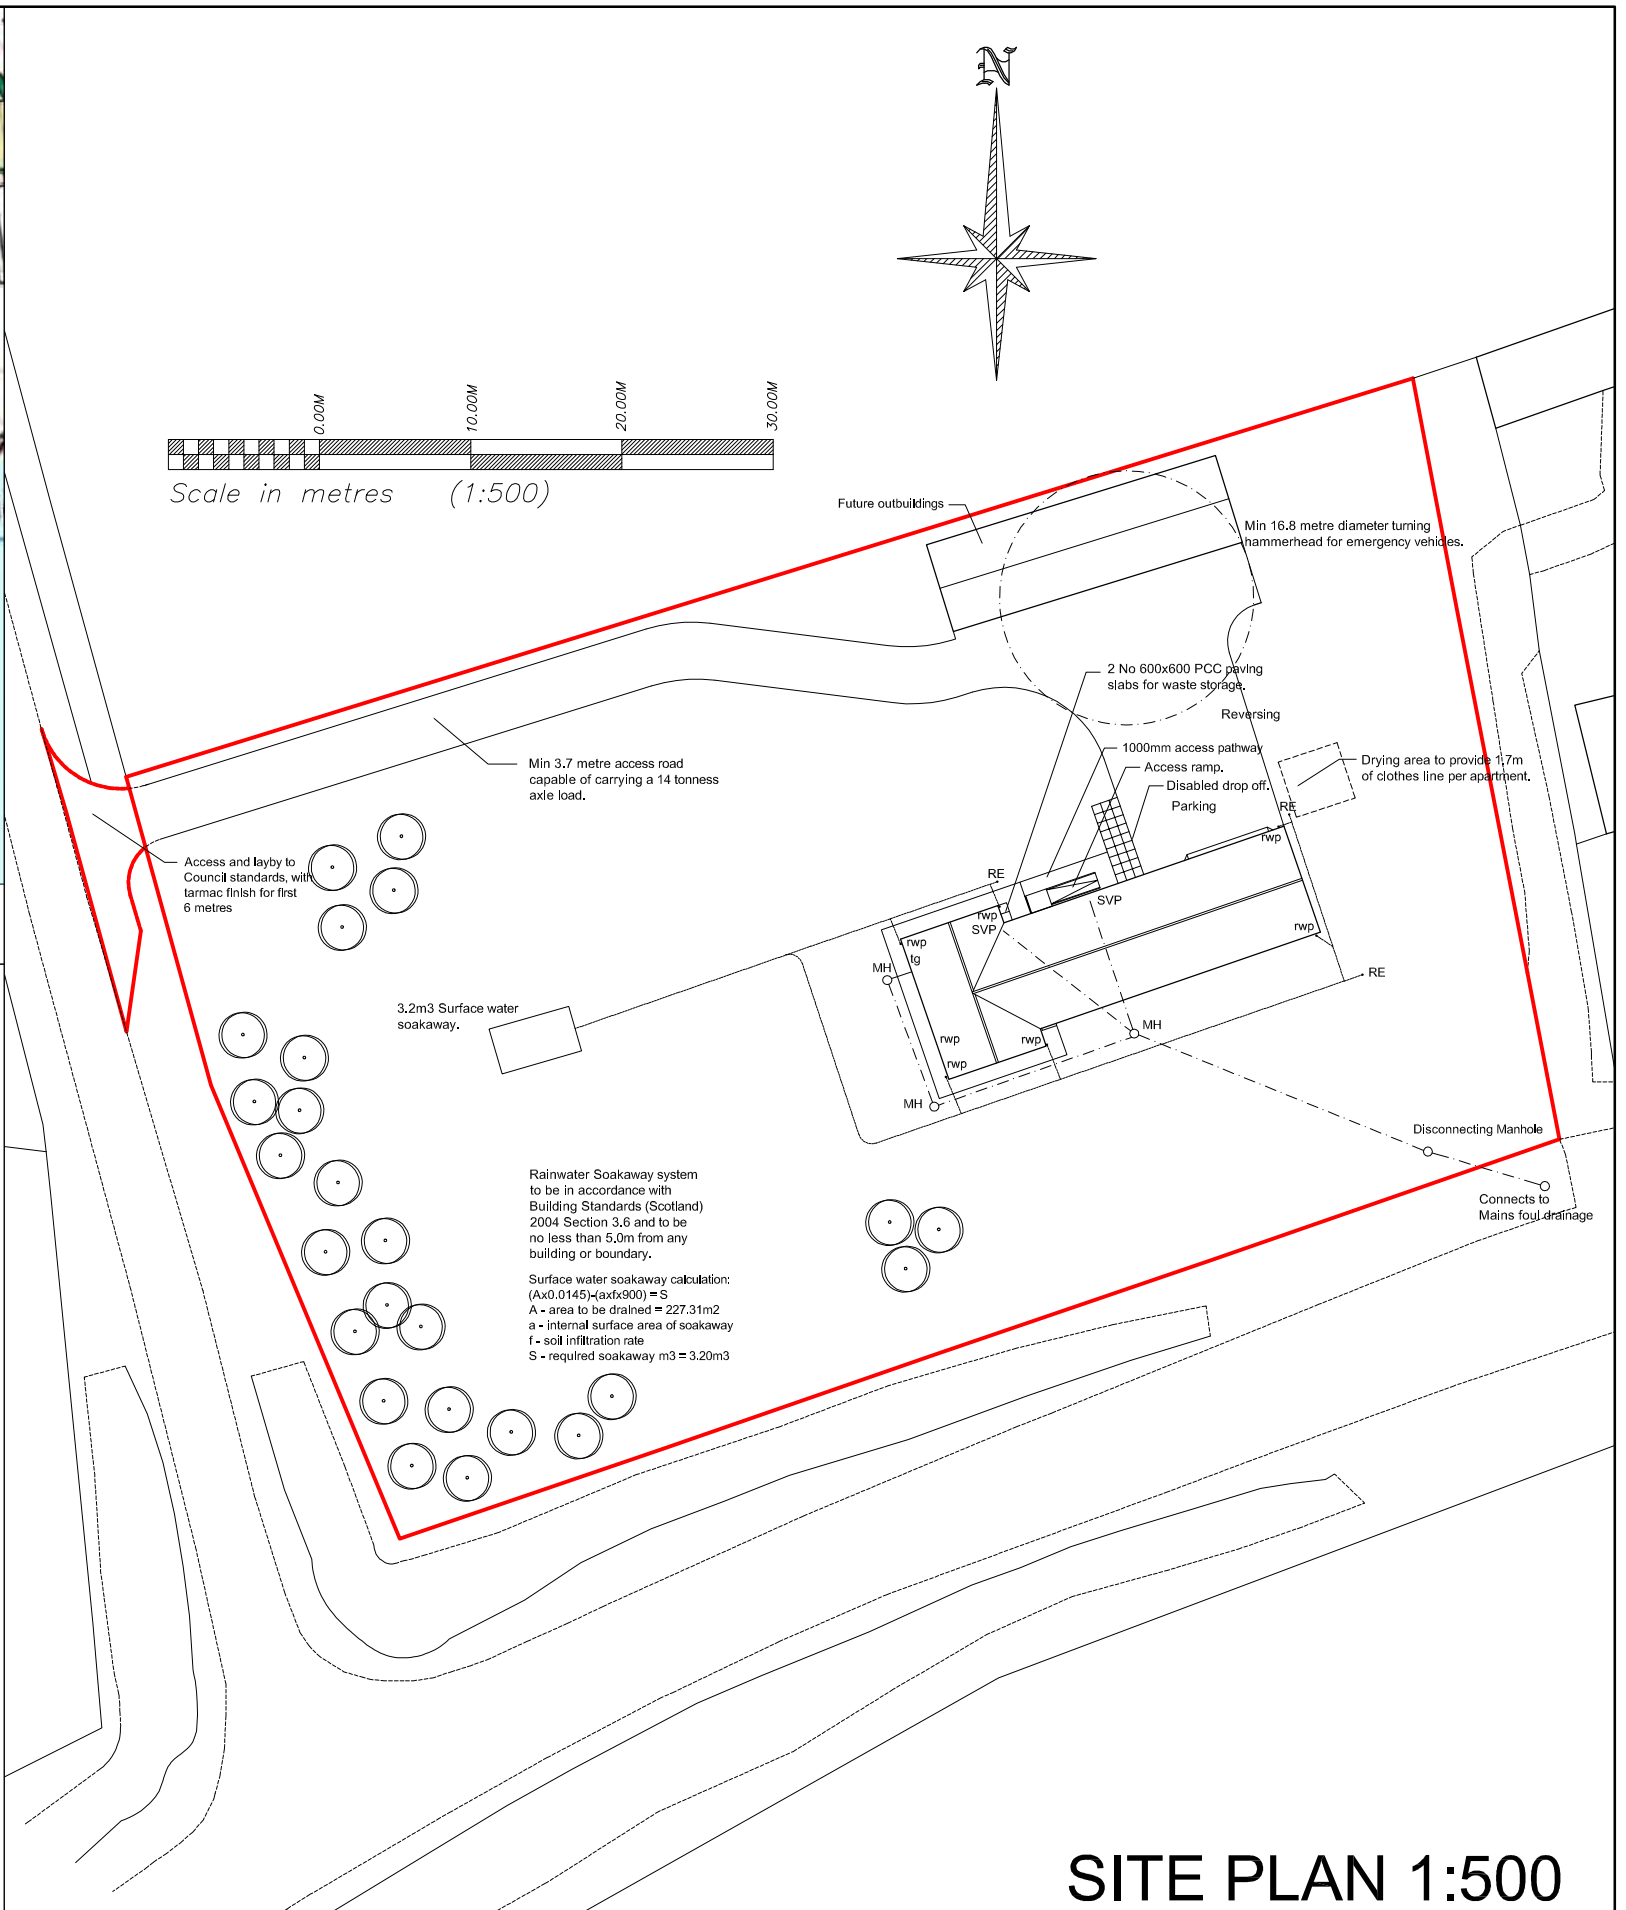 N
0.00M
10.00M
20.00M
30.00M
Scale in metres (1:500)
Future outbuildings
Min 16.8 metre diameter turning
hammerhead for emergency vehicles.
2 No 600x600 PCC paving
slabs for waste storage.
Reversing
1000mm access pathway
Access ramp.
Disabled drop off.
Parking
Drying area to provide 1.7m
of clothes line per apartment.
RE
rwp
Min 3.7 metre access road
capable of carrying a 14 tonness
axle load.
Access and layby to
Council standards, with
tarmac finish for first
6 metres
RE
SVP
rwp
SVP
rwp
rwp
tg
MH
RE
3.2m3 Surface water
soakaway.
MH
rwp
rwp
rwp
MH
Disconnecting Manhole
Connects to
Mains foul drainage
Rainwater Soakaway system
to be in accordance with
Building Standards (Scotland)
2004 Section 3.6 and to be
no less than 5.0m from any
building or boundary.
Surface water soakaway calculation:
(Ax0.0145)-(axfx900) = S
A - area to be drained = 227.31m2
a - internal surface area of soakaway
f - soil infiltration rate
S - required soakaway m3 = 3.20m3
SITE PLAN 1:500